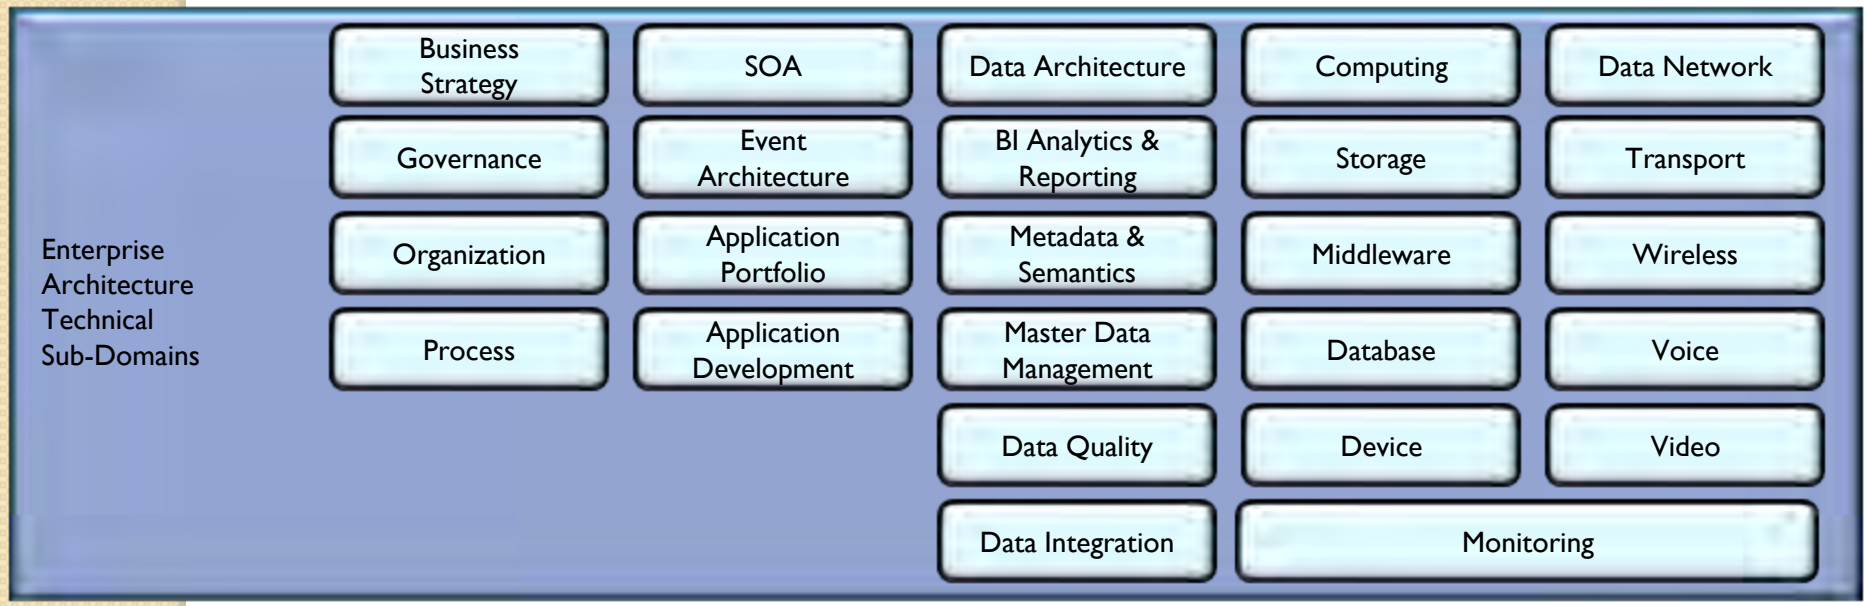 Business
Strategy
SOA
Data Architecture
Computing
Data Network
Governance
Event
Architecture
BI Analytics &
Reporting
Storage
Transport
Enterprise
Architecture
Technical
Sub-Domains
Organization
Application
Portfolio
Metadata &
Semantics
Middleware
Wireless
Process
Application
Development
Master Data
Management
Database
Voice
Data Quality
Device
Video
Data Integration
Monitoring